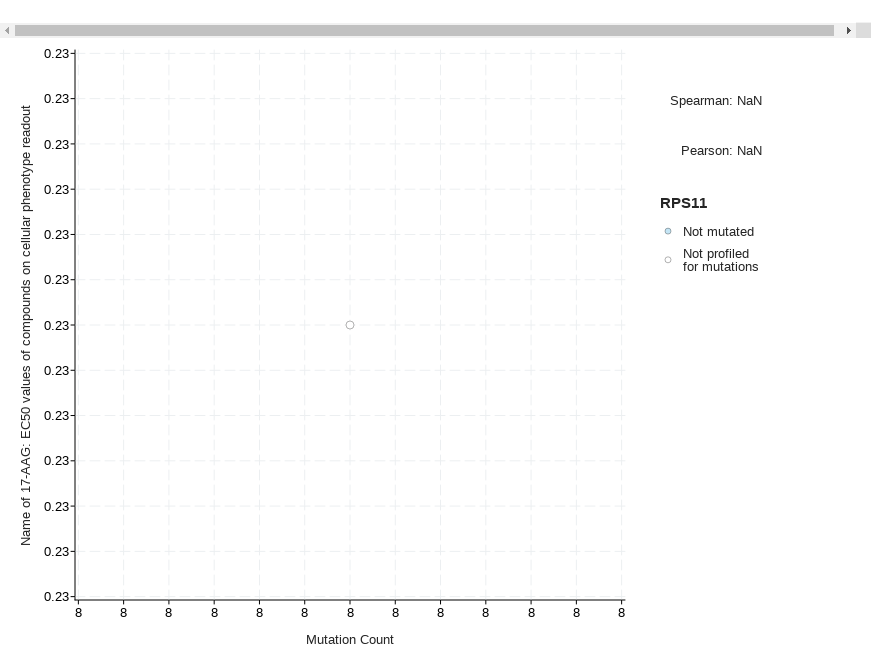 0.23
0.23
0.23
0.23
0.23
0.23
0.23
0.23
0.23
0.23
0.23
0.23
0.23
Name of 17-AAG: EC50 values of compounds on cellular phenotype readout
8 8 8 8 8 8 8 8 8 8 8 8 8
Mutation Count
Spearman: NaN
Pearson: NaN
RPS11
Not mutated
Not profiled
for mutations